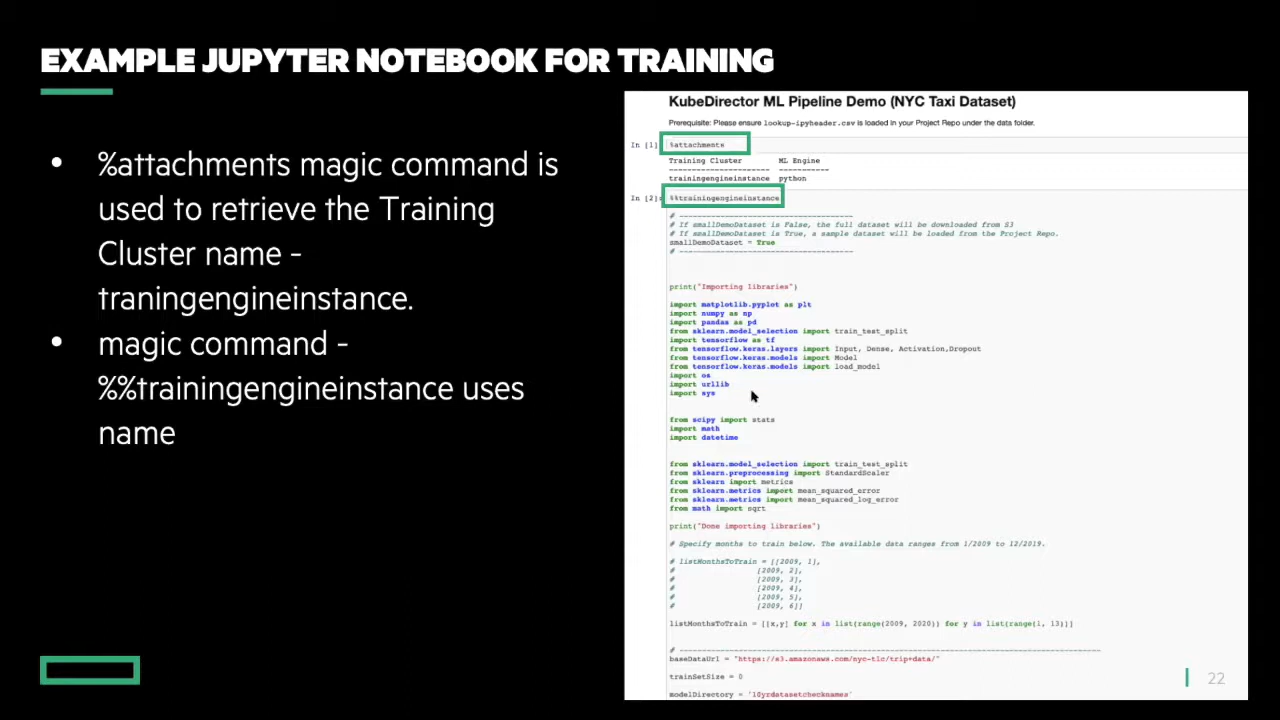 EXAMPLE JUPYTER NOTEBOOK FOR TRAINING
• %attachments magic command is
used to retrieve the Training
Cluster name -
traningengineinstance.
• magic command -
%%trainingengineinstance uses
name
KubeDirector ML Pipeline Demo (NYC Taxi Dataset)
Prerequisite: Please ensure lookup-ipyheader.csv is loaded in your Project Repo under the data folder.
In [1] %attachments
Training Cluster ML Engine
---------------------- -----------
trainingengineinstance python
In [2]: %%trainingengineinstance
# --------------------------------------
# If smallDemoDataset is False, the full dataset will be downloaded from S3
# If smallDemoDataset is True, a sample dataset will be loaded from the Project Repo.
smallDemoDataset = True
# --------------------------------------
print("Importing libraries")
import matplotlib.pyplot as plt
import numpy as np
import pandas as pd
from sklearn.model_selection import train_test_split
import tensorflow as tf
from tensorflow.keras.layers import Input, Dense, Activation,Dropout
from tensorflow.keras.models import Model
from tensorflow.keras.models import load_model
import os
import urllib
import sys
from scipy import stats
import math
import datetime
from sklearn.model_selection import train_test_split
from sklearn.preprocessing import StandardScaler
from sklearn import metrics
from sklearn.metrics import mean_squared_error
from sklearn.metrics import mean_squared_log_error
from math import sqrt
print("Done importing libraries")
# Specify months to train below. The available data ranges from 1/2009 to 12/2019.
# listMonthsToTrain = [[2009, 1],
# [2009, 2],
# [2009, 3],
# [2009, 4],
# [2009, 5],
# [2009, 6]]
listMonthsToTrain = [[x,y] for x in list(range(2009, 2020)) for y in list(range(1, 13))]
# --------------------------------------------------------------------------
baseDataUrl = "https://s3.amazonaws.com/nyc-tlc/trip+data/"
trainSetSize = 0
modelDirectory = '10yrdatasetchecknames'
22